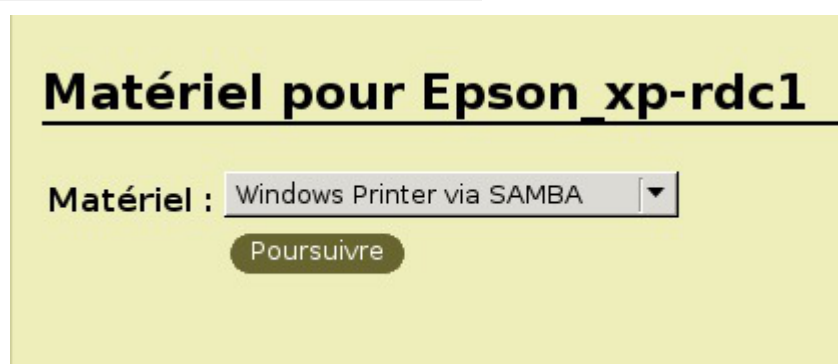 Matériel pour Epson_xp-rdc1
Matériel : Windows Printer via SAMBA
Poursuivre